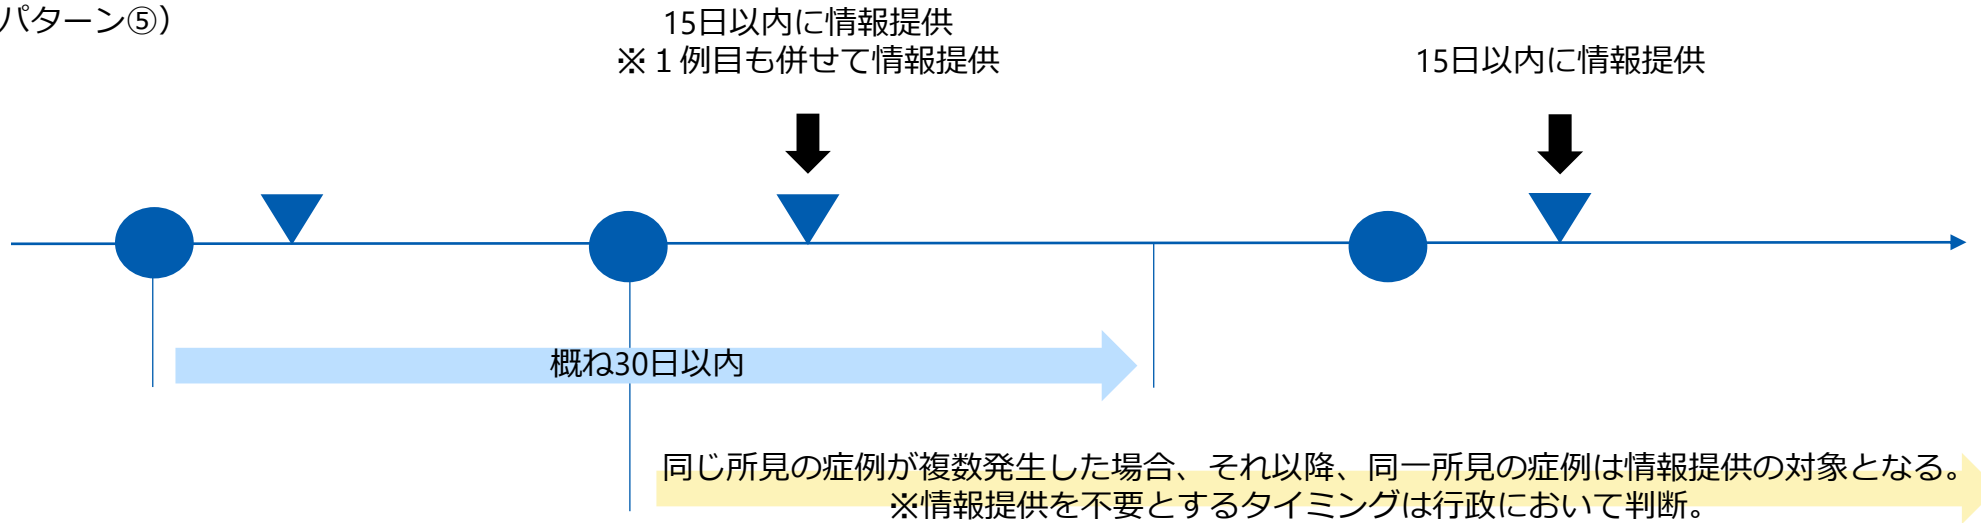 パターン⑤）
15日以内に情報提供
※１例目も併せて情報提供
15日以内に情報提供
概ね30日以内
同じ所見の症例が複数発生した場合、それ以降、同一所見の症例は情報提供の対象となる。
※情報提供を不要とするタイミングは行政において判断。